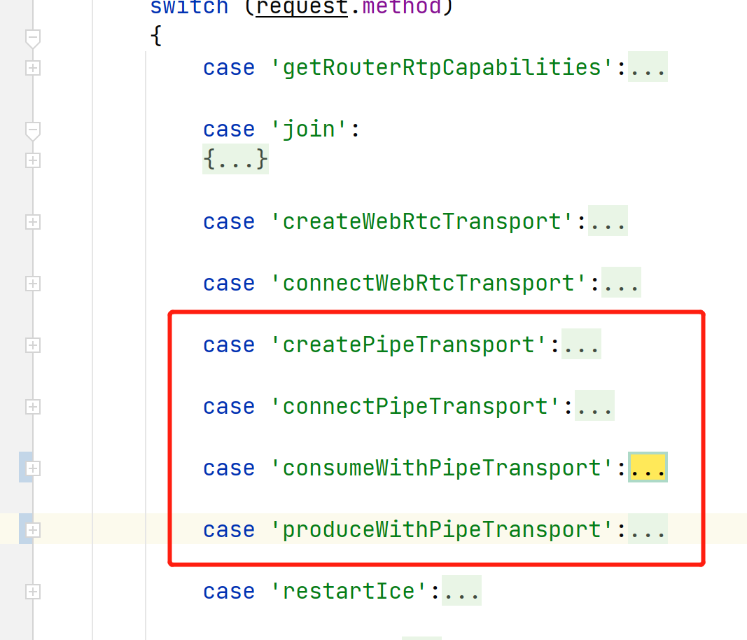 switch (request.method)
{
case 'getRouterRtpCapabilities':...
case 'join':
{...}
case 'createWebRtcTransport':...
case 'connectWebRtcTransport':...
case 'createPipeTransport':...
case 'connectPipeTransport':...
case 'consumeWithPipeTransport':...
case 'produceWithPipeTransport':...
case 'restartIce':...